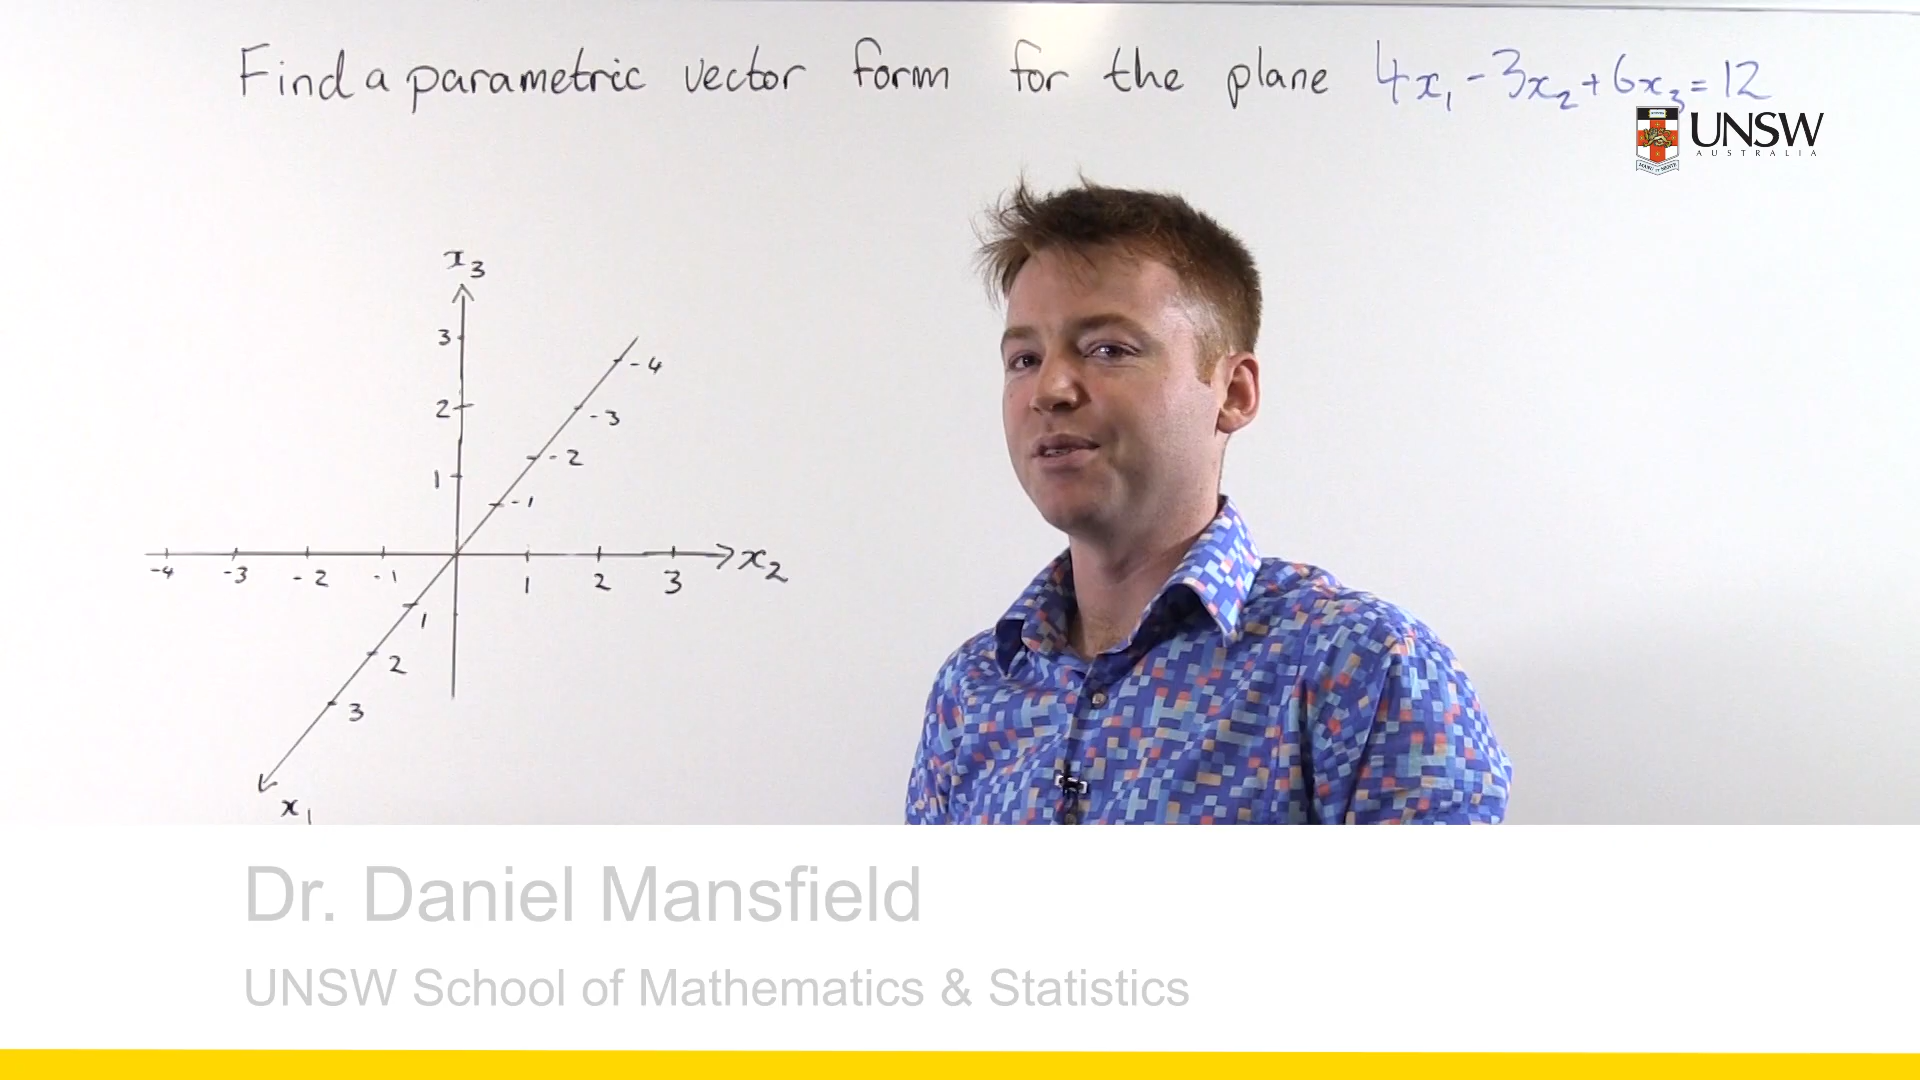 Find a parametric vector form for the plane 4x₁ - 3x₂ + 6x₃ = 12
UNSW
AUSTRALIA
x₃
3
2
1
-4
-3
-2
-1
-4 -3 -2 -1 1 2 3 x₂
1
2
3
x₁
Dr. Daniel Mansfield
UNSW School of Mathematics & Statistics